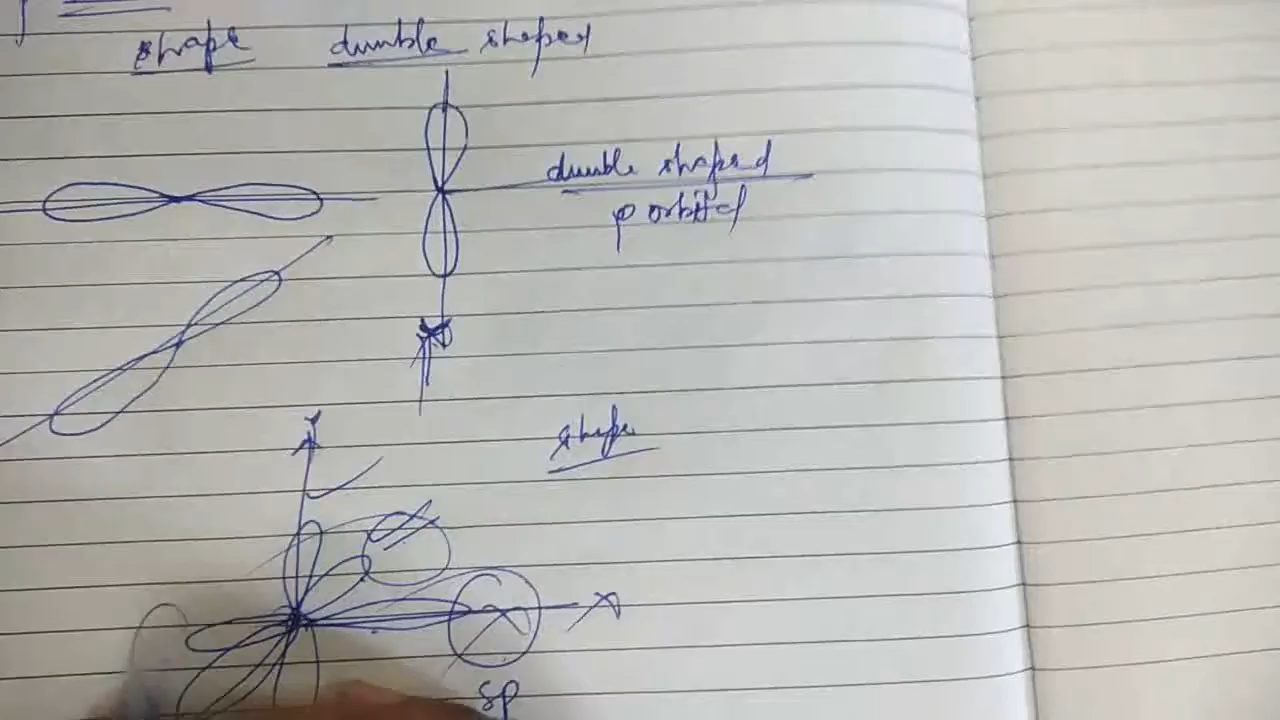 shape dumble shaped
dumble shaped
p orbital
Y
shape
X
sp